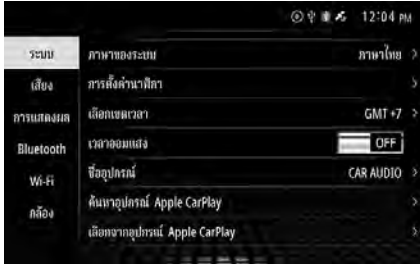 12:04 PM
ระบบ
ภาษาของระบบ
ภาษาไทย
เสียง
การตั้งค่านาฬิกา
การแสดงผล
เลือกเขตเวลา
GMT +7
Bluetooth
เวลาออมแสง
OFF
Wi-Fi
ชื่ออุปกรณ์
CAR AUDIO
กล้อง
ค้นหาอุปกรณ์ Apple CarPlay
เลือกจากอุปกรณ์ Apple CarPlay